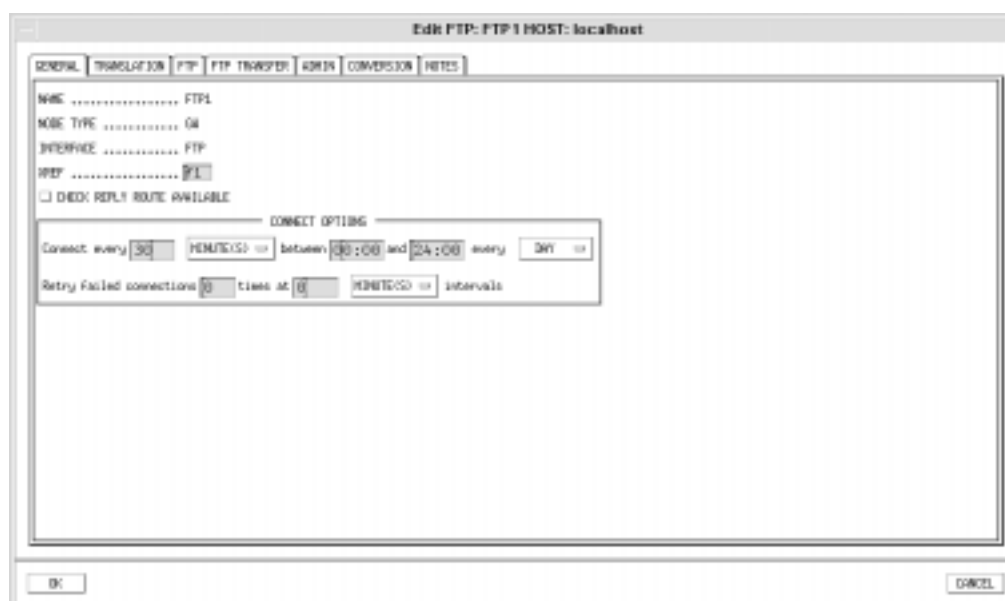 Edit FTP: FTP1 HOST: localhost
GENERAL TRANSLATION FTP FTP TRANSFER ADMIN CONVERSION NOTES
NAME .................. FTP1
NODE TYPE ............. GW
INTERFACE ............. FTP
XREF .................. F1
CHECK REPLY ROUTE AVAILABLE
CONNECT OPTIONS
Connect every 30 MINUTE(S) between 00:00 and 24:00 every DAY
Retry failed connections 0 times at 0 MINUTE(S) intervals
OK CANCEL